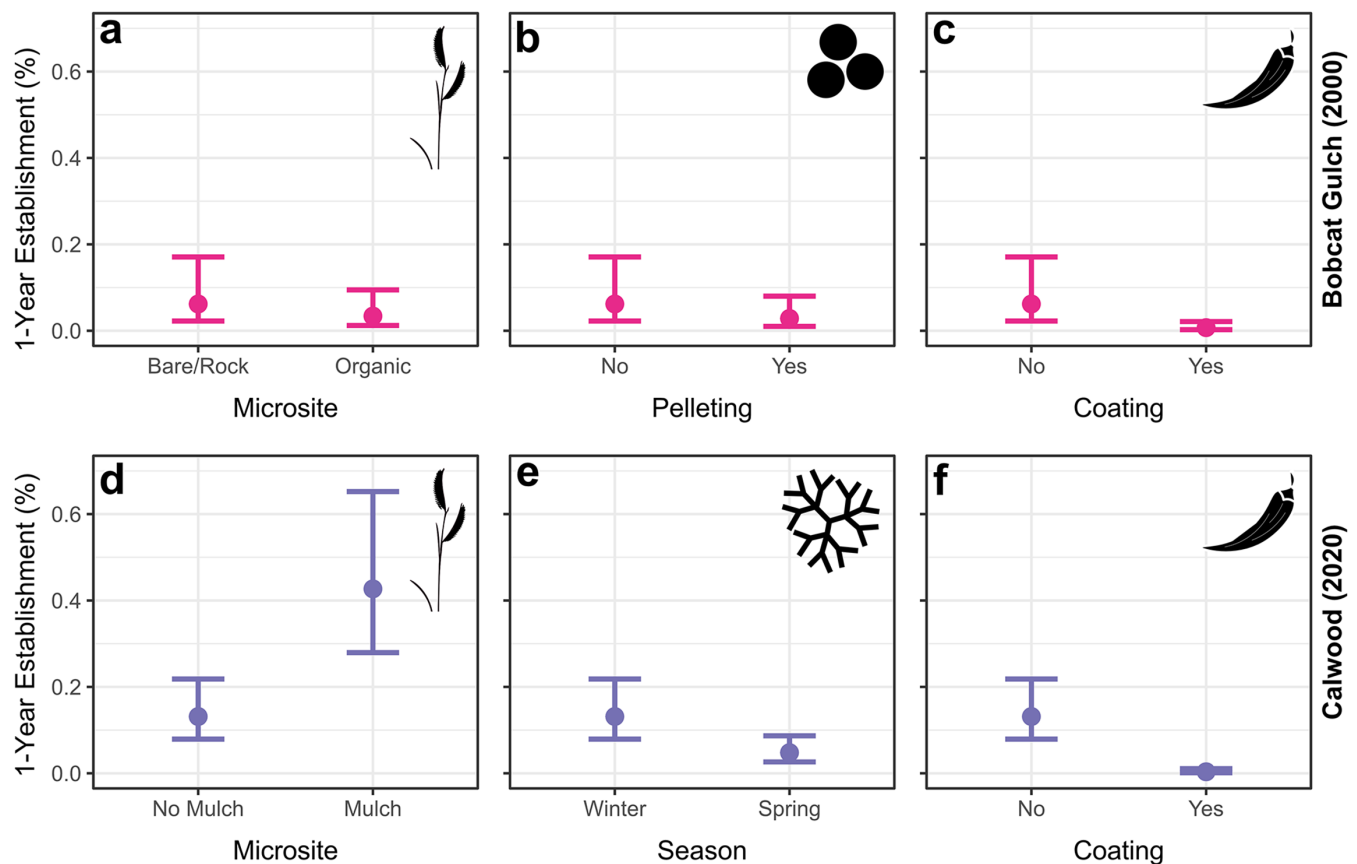 a
b
c
1-Year Establishment (%)
0.6
0.4
0.2
0.0
Bare/Rock Organic
No Yes
No Yes
Microsite
Pelleting
Coating
Bobcat Gulch (2000)
d
e
f
1-Year Establishment (%)
0.6
0.4
0.2
0.0
No Mulch Mulch
Winter Spring
No Yes
Microsite
Season
Coating
Calwood (2020)